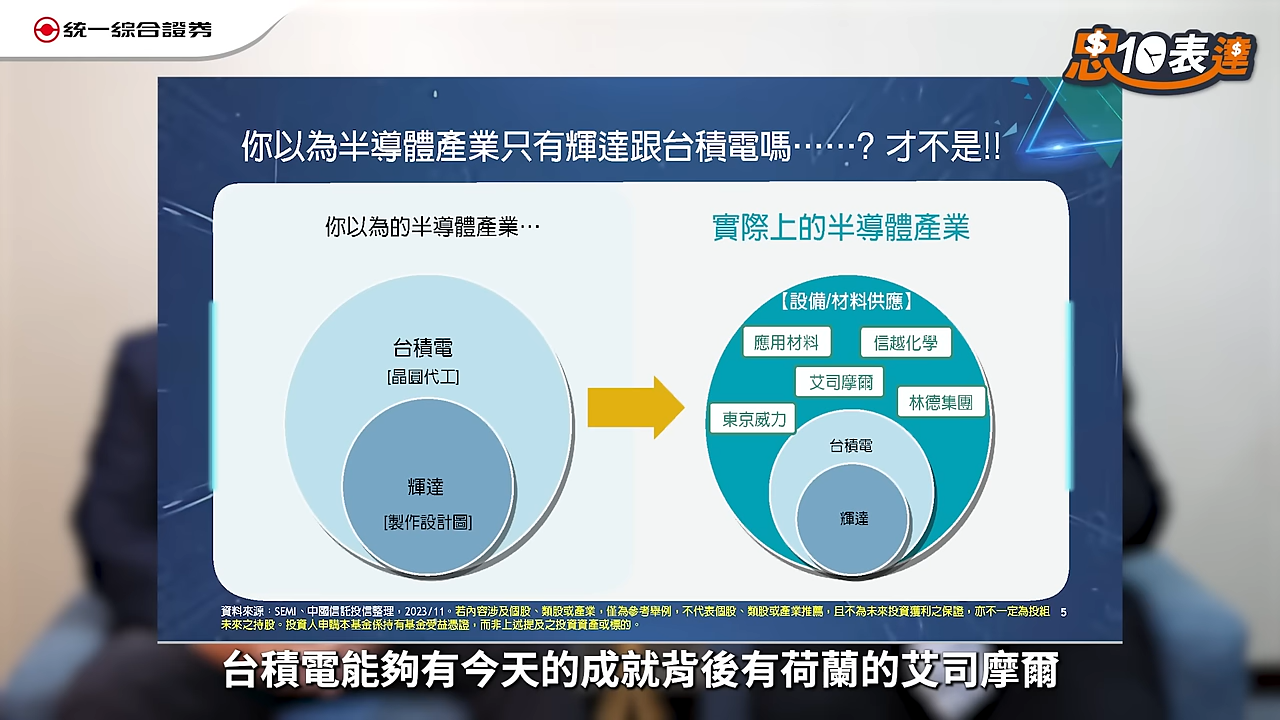 統一綜合證券
思10表達
你以為半導體產業只有輝達跟台積電嗎……? 才不是!!
你以為的半導體產業…
台積電
[晶圓代工]
輝達
[製作設計圖]
實際上的半導體產業
【設備/材料供應】
應用材料
信越化學
艾司摩爾
林德集團
東京威力
台積電
輝達
資料來源：SEMI、中國信託投信整理，2023/11。若內容涉及個股、類股或產業，僅為參考舉例，不代表個股、類股或產業推薦，且不為未來投資獲利之保證，亦不一定為投組
未來之持股。投資人申購本基金係持有基金受益憑證，而非上述提及之投資資產或標的。
5
台積電能夠有今天的成就背後有荷蘭的艾司摩爾